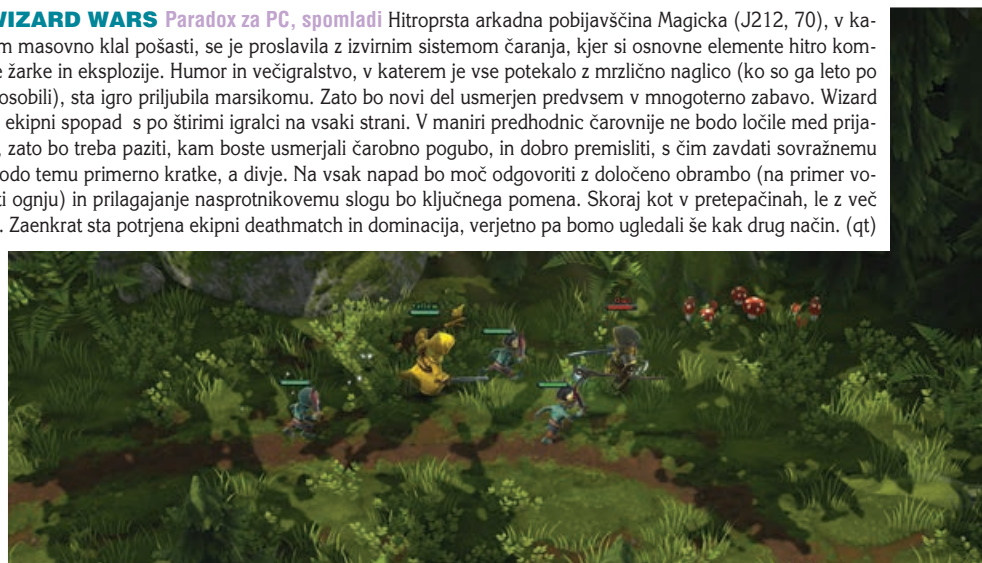 WIZARD WARS Paradox za PC, spomladi Hitroprsta arkadna pobijavščina Magicka (J212, 70), v ka-
m masovno klal pošasti, se je proslavila z izvirnim sistemom čaranja, kjer si osnovne elemente hitro kom-
e žarke in eksplozije. Humor in večigralstvo, v katerem je vse potekalo z mrzlično naglico (ko so ga leto po
osobili), sta igro priljubila marsikomu. Zato bo novi del usmerjen predvsem v mnogoterno zabavo. Wizard
ekipni spopad s po štirimi igralci na vsaki strani. V maniri predhodnic čarovnije ne bodo ločile med prija-
, zato bo treba paziti, kam boste usmerjali čarobno pogubo, in dobro premisliti, s čim zavdati sovražnemu
odo temu primerno kratke, a divje. Na vsak napad bo moč odgovoriti z določeno obrambo (na primer vo-
ti ognju) in prilagajanje nasprotnikovemu slogu bo ključnega pomena. Skoraj kot v pretepačinah, le z več
. Zaenkrat sta potrjena ekipni deathmatch in dominacija, verjetno pa bomo ugledali še kak drug način. (qt)